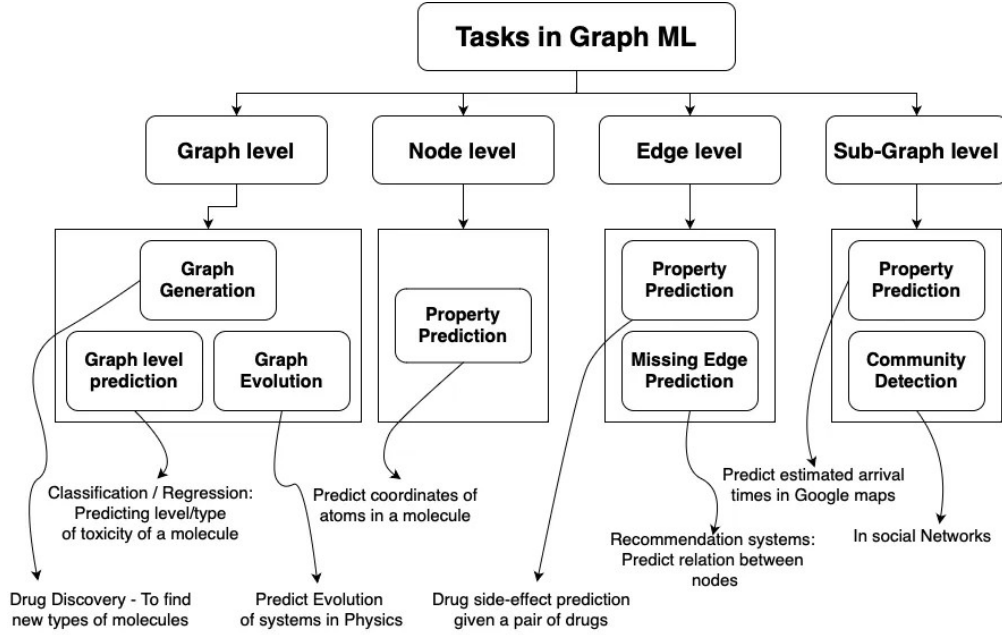 Tasks in Graph ML
Graph level
Node level
Edge level
Sub-Graph level
Graph
Generation
Graph level
prediction
Graph
Evolution
Property
Prediction
Property
Prediction
Missing Edge
Prediction
Property
Prediction
Community
Detection
Classification / Regression:
Predicting level/type
of toxicity of a molecule
Predict coordinates of
atoms in a molecule
Predict estimated arrival
times in Google maps
Recommendation systems:
Predict relation between
nodes
In social Networks
Drug Discovery - To find
new types of molecules
Predict Evolution
of systems in Physics
Drug side-effect prediction
given a pair of drugs